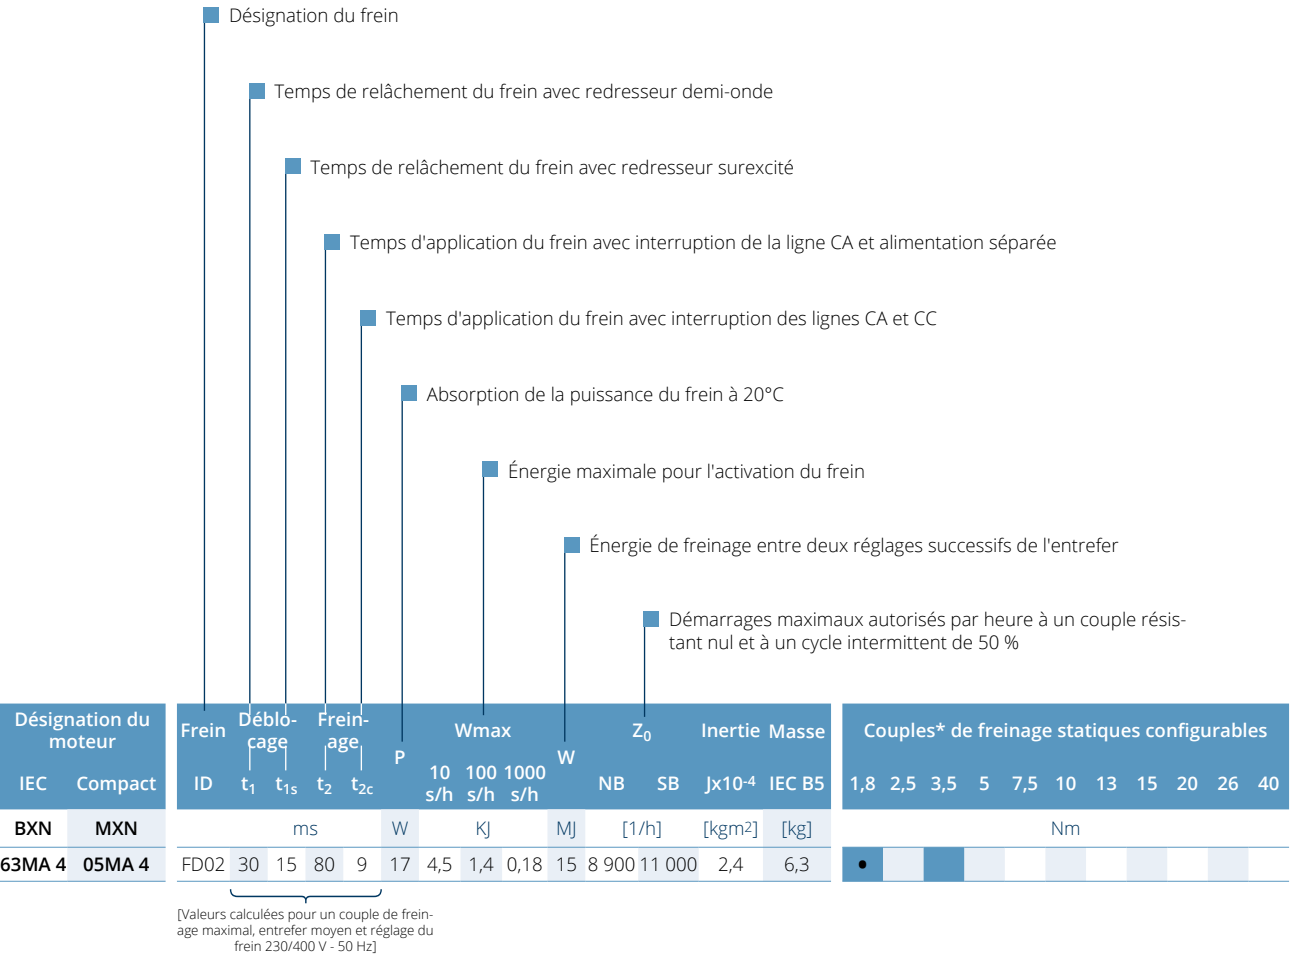 Désignation du frein
Temps de relâchement du frein avec redresseur demi-onde
Temps de relâchement du frein avec redresseur surexcité
Temps d'application du frein avec interruption de la ligne CA et alimentation séparée
Temps d'application du frein avec interruption des lignes CA et CC
Absorption de la puissance du frein à 20°C
Énergie maximale pour l'activation du frein
Énergie de freinage entre deux réglages successifs de l'entrefer
Démarrages maximaux autorisés par heure à un couple résis-
tant nul et à un cycle intermittent de 50 %
Désignation du
moteur
Frein
Déblo-
cage
Frein-
age
P
Wmax
W
Z0
Inertie
Masse
Couples* de freinage statiques configurables
IEC Compact ID t1 t1s t2 t2c
10
s/h
100
s/h
1000
s/h
NB SB Jx10-4 IEC B5 1,8 2,5 3,5 5 7,5 10 13 15 20 26 40
BXN MXN ms W KJ MJ [1/h] [kgm2] [kg] Nm
63MA 4 05MA 4 FD02 30 15 80 9 17 4,5 1,4 0,18 15 8 900 11 000 2,4 6,3 •
[Valeurs calculées pour un couple de frein-
age maximal, entrefer moyen et réglage du
frein 230/400 V - 50 Hz]